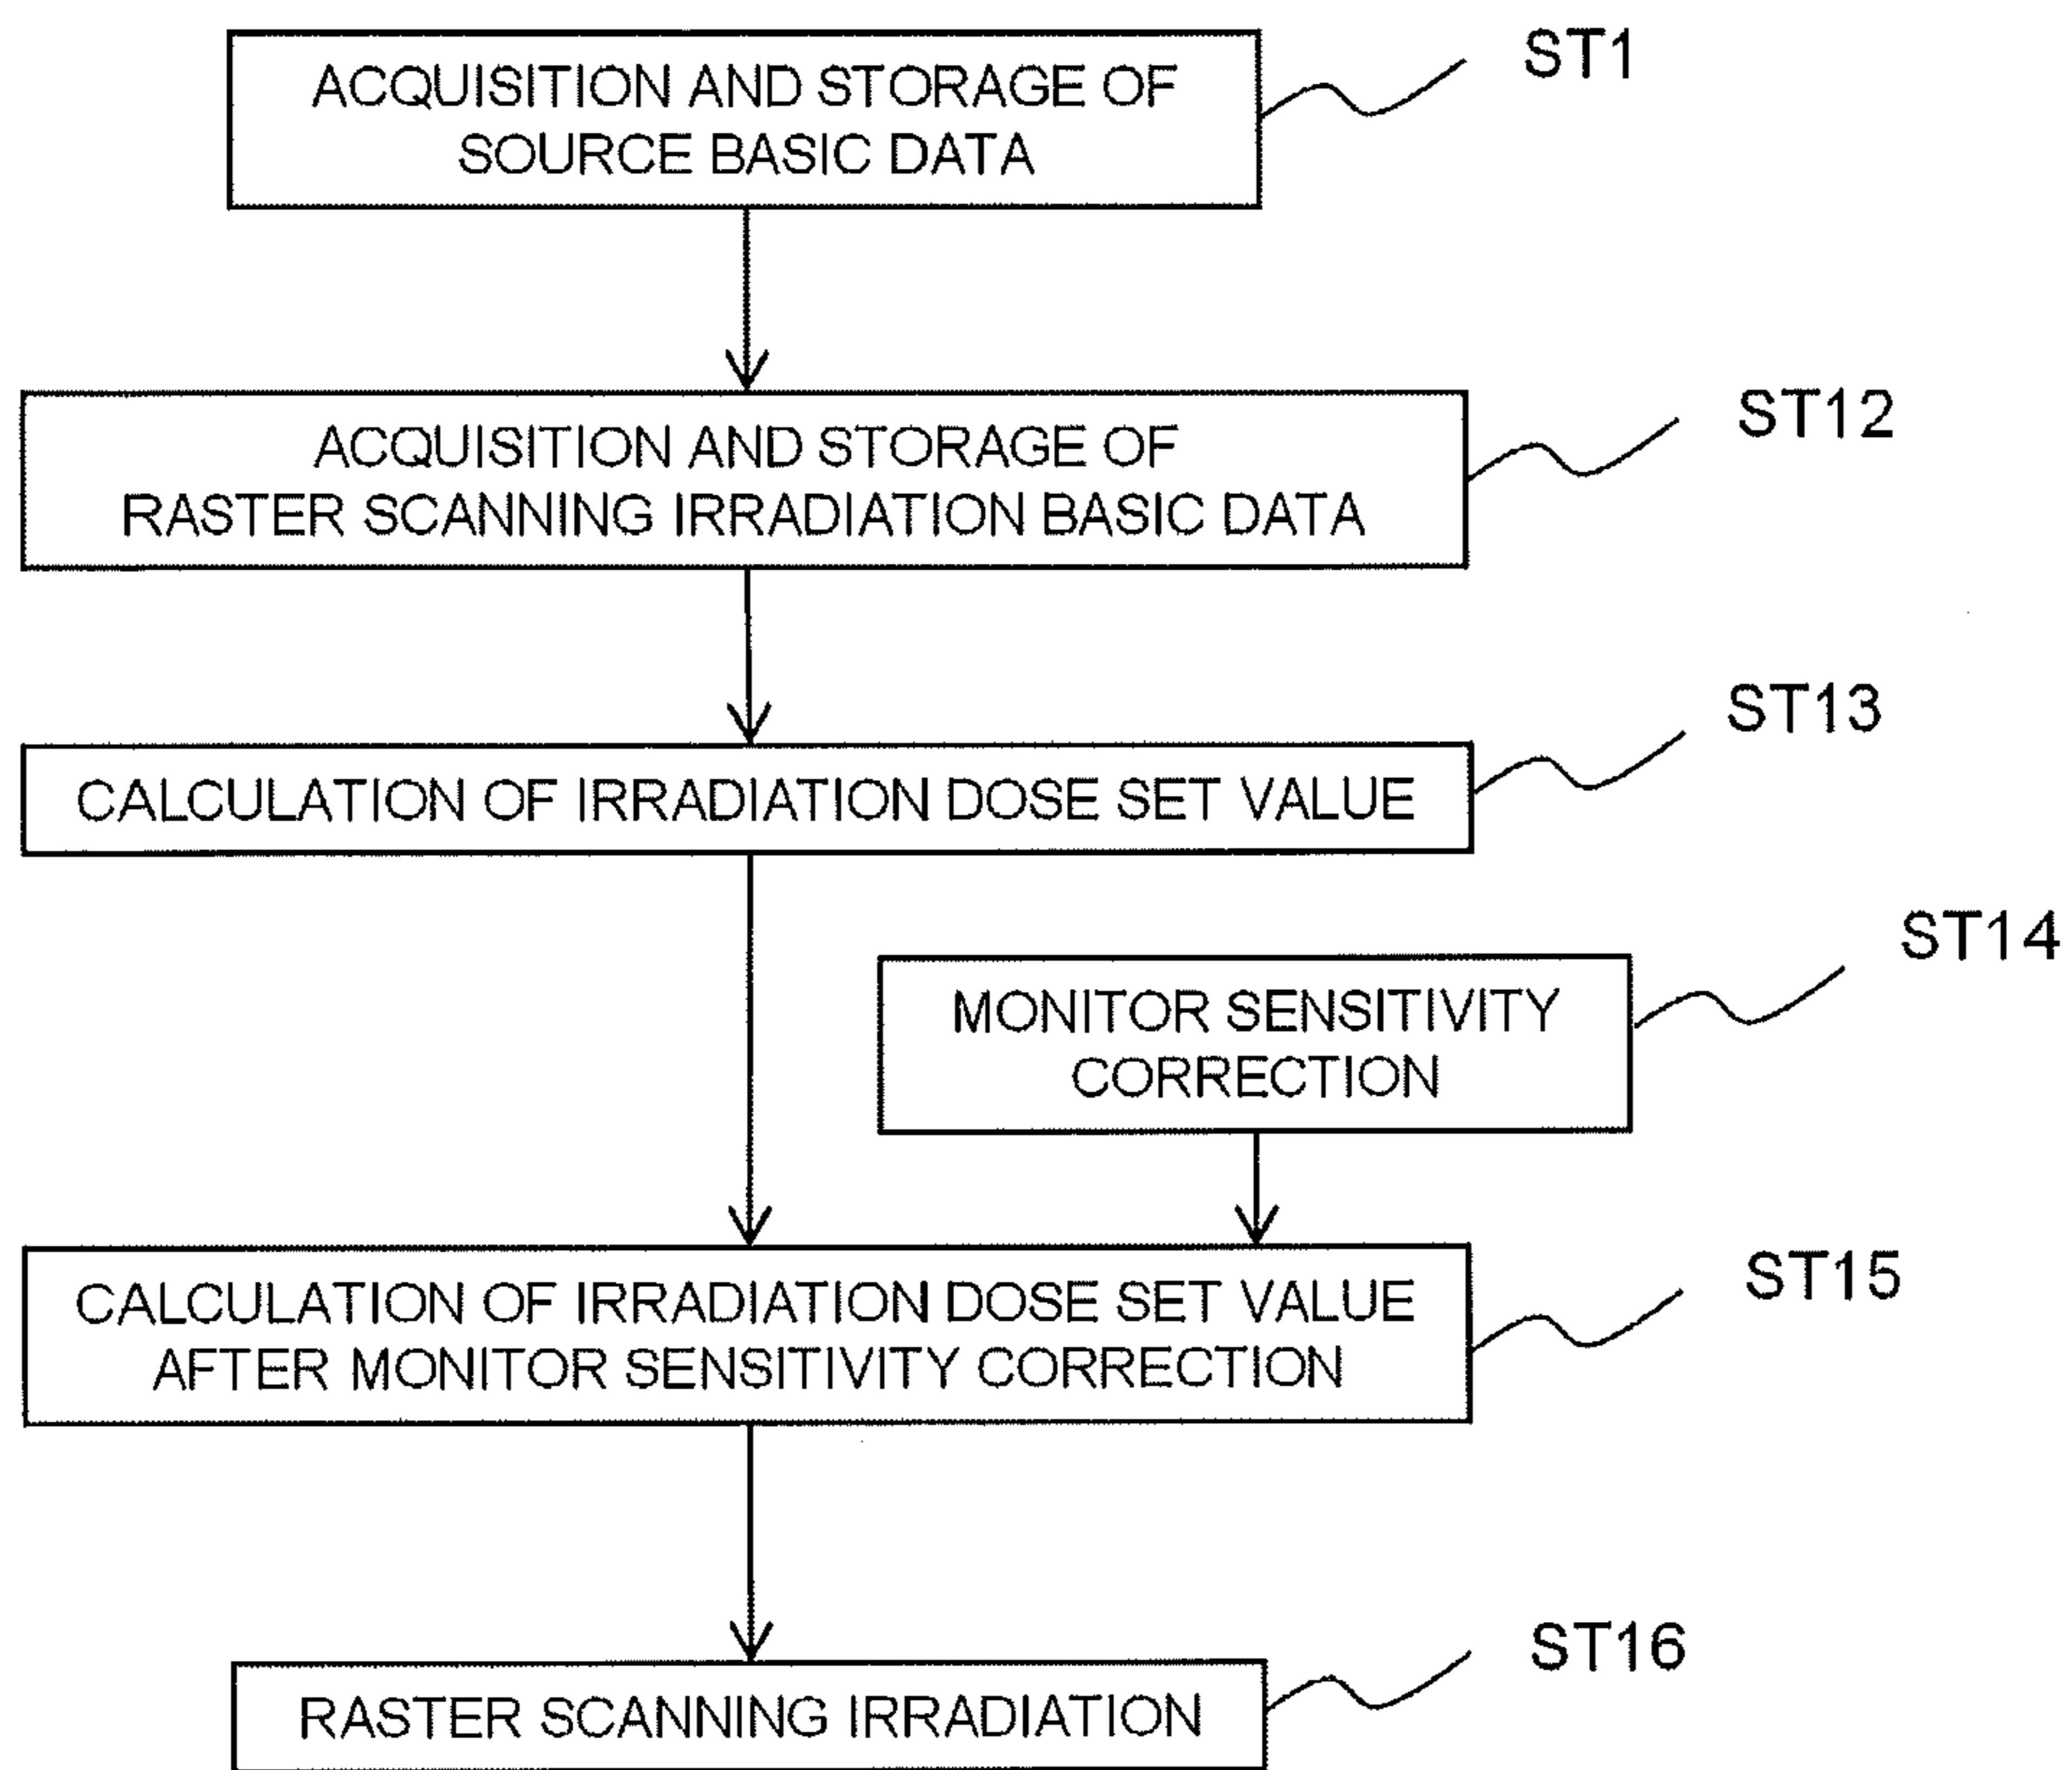 ACQUISITION AND STORAGE OF
SOURCE BASIC DATA
ST1
ACQUISITION AND STORAGE OF
RASTER SCANNING IRRADIATION BASIC DATA
ST12
CALCULATION OF IRRADIATION DOSE SET VALUE
ST13
MONITOR SENSITIVITY
CORRECTION
ST14
CALCULATION OF IRRADIATION DOSE SET VALUE
AFTER MONITOR SENSITIVITY CORRECTION
ST15
RASTER SCANNING IRRADIATION
ST16